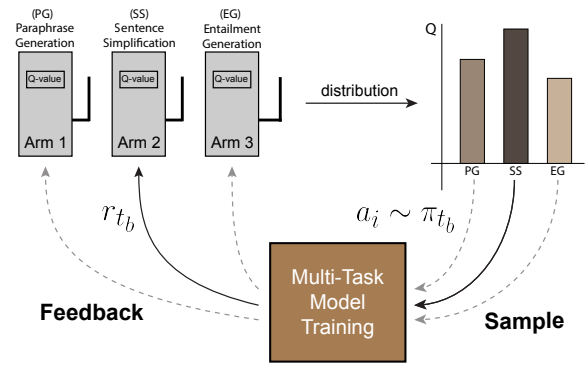 (PG)
Paraphrase
Generation
(SS)
Sentence
Simplification
(EG)
Entailment
Generation
Q-value
Q-value
Q-value
Arm 1
Arm 2
Arm 3
distribution
Q
PG
SS
EG
r_{t_b}
a_i ∼ π_{t_b}
Multi-Task
Model
Training
Feedback
Sample